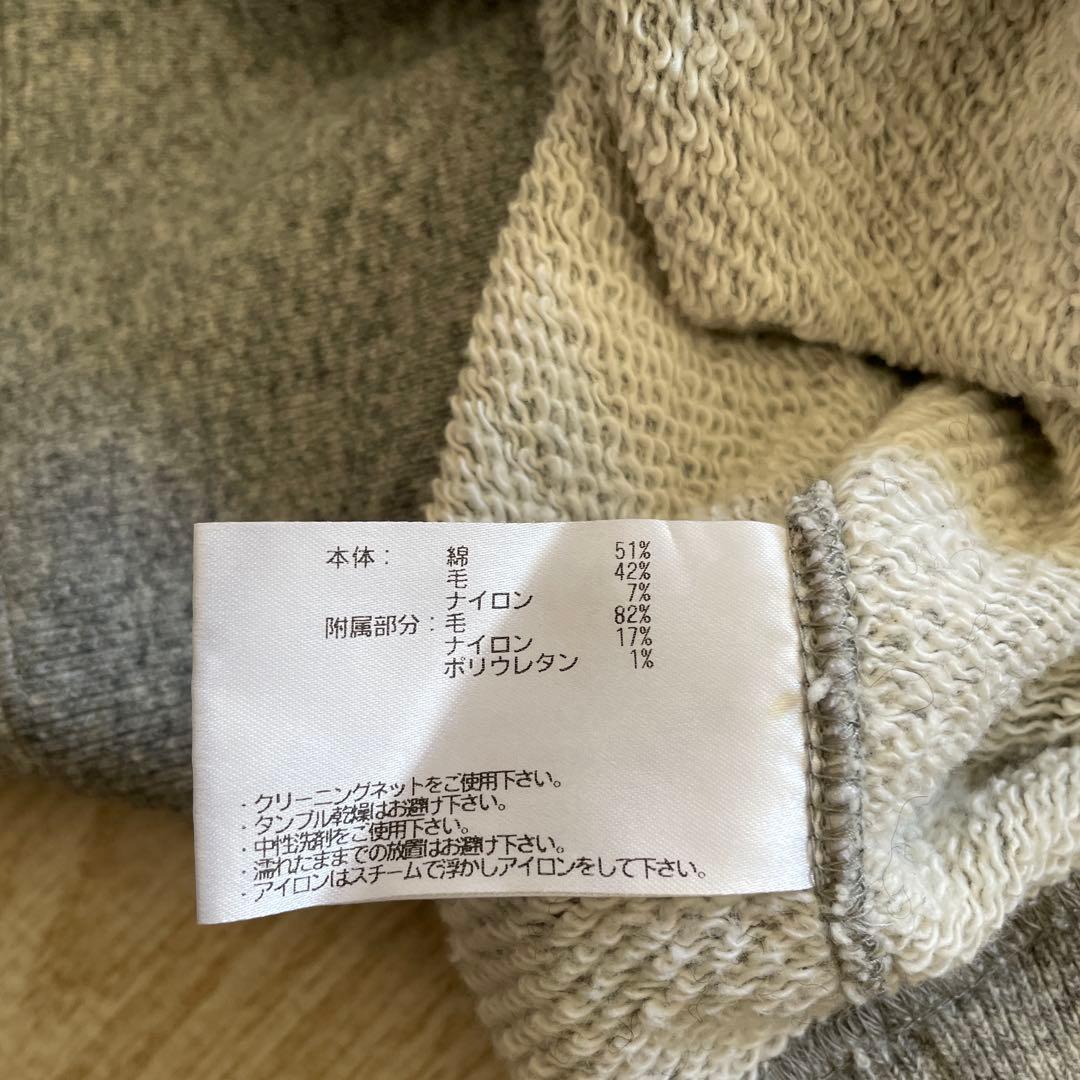 本体： 綿 51%
毛 42%
ナイロン 7%
附属部分：毛 82%
ナイロン 17%
ポリウレタン 1%
・クリーニングネットをご使用下さい。
・タンブル乾燥はお避け下さい。
・中性洗剤をご使用下さい。
・濡れたままでの放置はお避け下さい。
・アイロンはスチームで浮かしアイロンをして下さい。